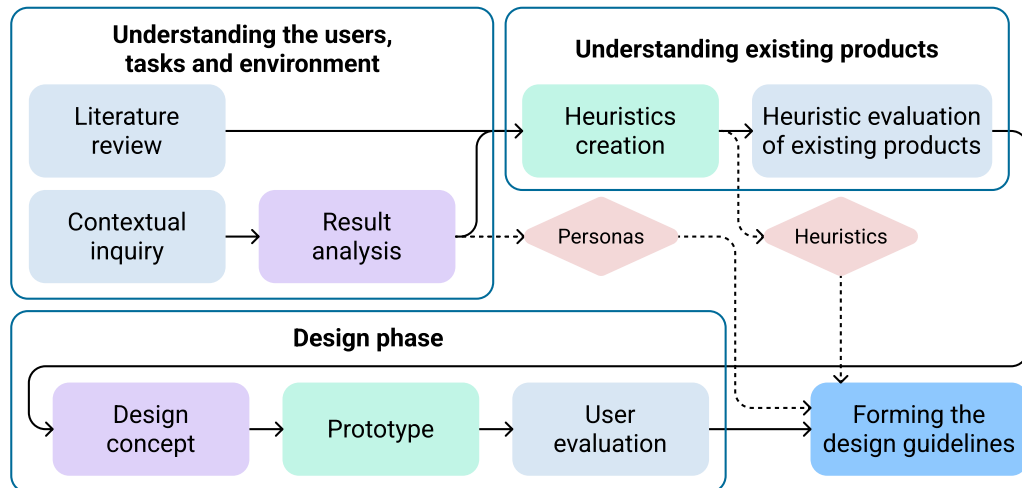 Understanding the users,
tasks and environment
Literature
review
Contextual
inquiry
Result
analysis
Understanding existing products
Heuristics
creation
Heuristic evaluation
of existing products
Personas
Heuristics
Design phase
Design
concept
Prototype
User
evaluation
Forming the
design guidelines